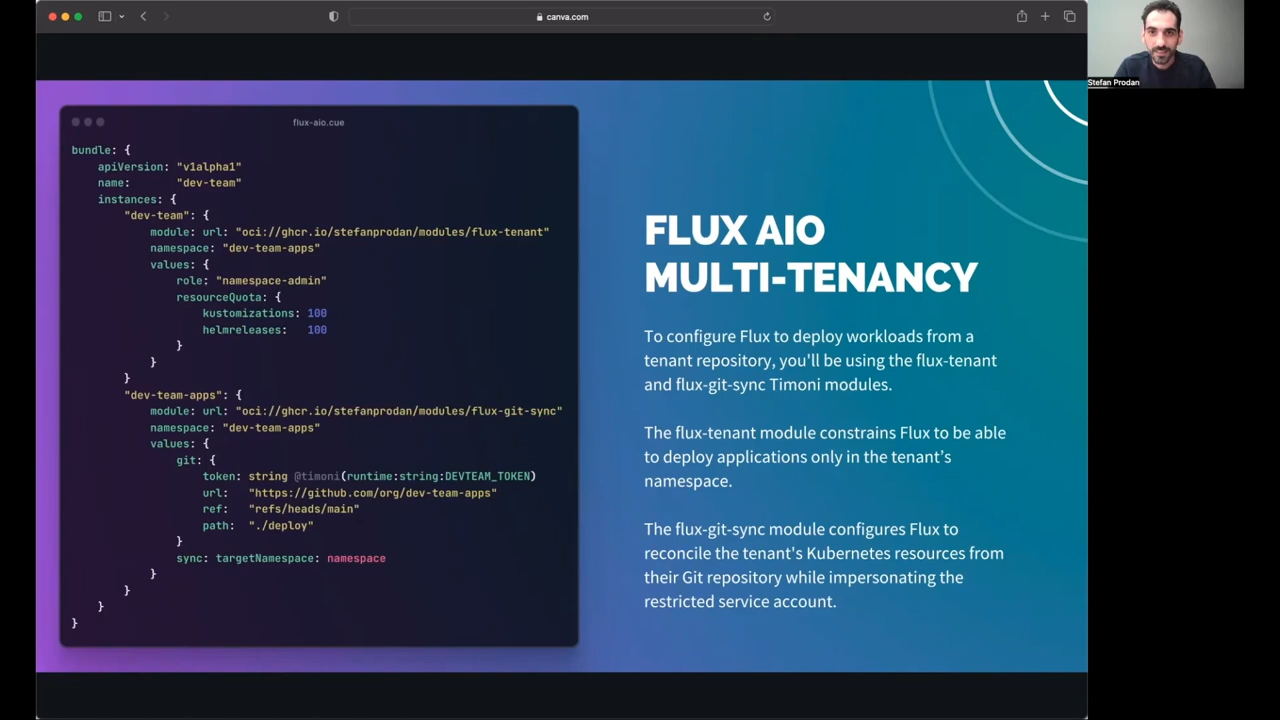 canva.com
Stefan Prodan
flux-aio.cue
bundle: {
apiVersion: "v1alpha1"
name: "dev-team"
instances: {
"dev-team": {
module: url: "oci://ghcr.io/stefanprodan/modules/flux-tenant"
namespace: "dev-team-apps"
values: {
role: "namespace-admin"
resourceQuota: {
kustomizations: 100
helmreleases: 100
}
}
}
"dev-team-apps": {
module: url: "oci://ghcr.io/stefanprodan/modules/flux-git-sync"
namespace: "dev-team-apps"
values: {
git: {
token: string @timoni(runtime:string:DEVTEAM_TOKEN)
url: "https://github.com/org/dev-team-apps"
ref: "refs/heads/main"
path: "./deploy"
}
sync: targetNamespace: namespace
}
}
}
}
FLUX AIO
MULTI-TENANCY
To configure Flux to deploy workloads from a
tenant repository, you'll be using the flux-tenant
and flux-git-sync Timoni modules.
The flux-tenant module constrains Flux to be able
to deploy applications only in the tenant's
namespace.
The flux-git-sync module configures Flux to
reconcile the tenant's Kubernetes resources from
their Git repository while impersonating the
restricted service account.